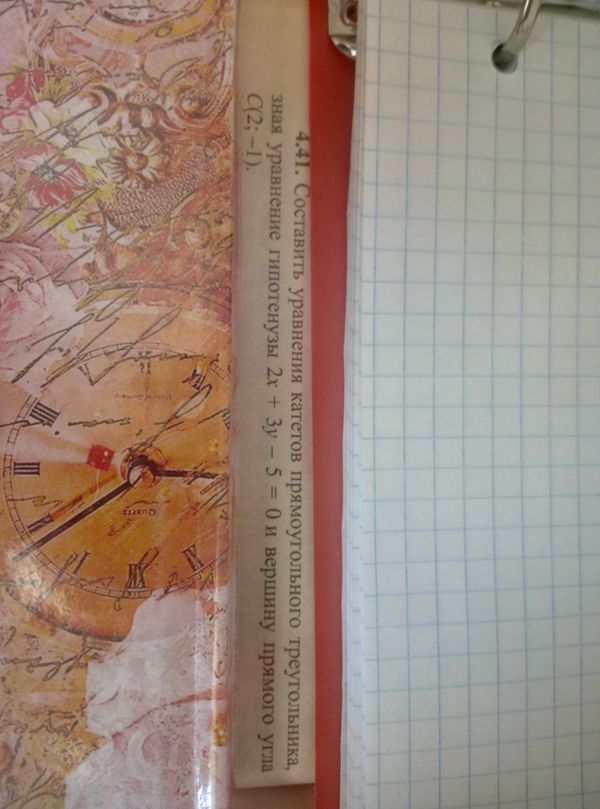 4.41. Составить уравнения катетов прямоугольного треугольника,
зная уравнение гипотенузы 2x + 3y − 5 = 0 и вершину прямого угла
C(2; −1).
Quartz